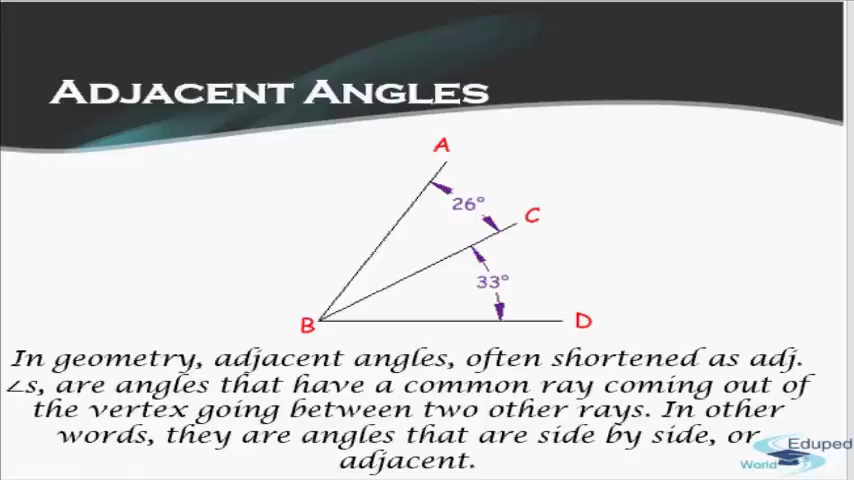 ADJACENT ANGLES
A
26°
C
33°
B
D
In geometry, adjacent angles, often shortened as adj.
∠s, are angles that have a common ray coming out of
the vertex going between two other rays. In other
words, they are angles that are side by side, or
adjacent.
Eduped
World